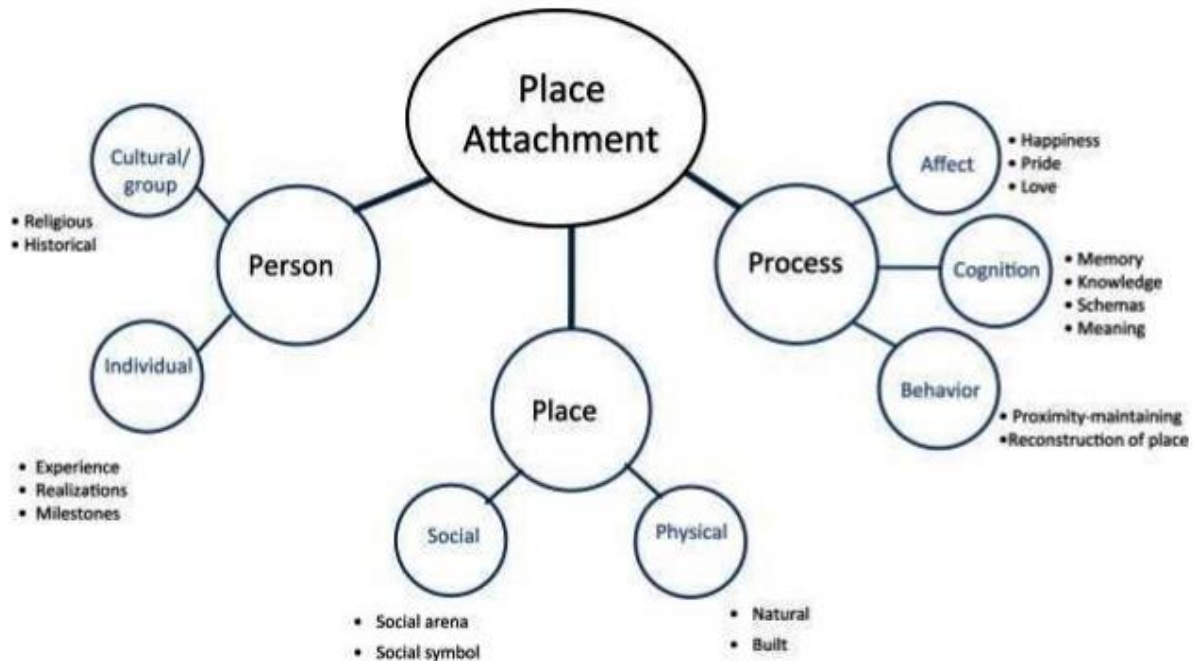 Place
Attachment
Cultural/
group
• Religious
• Historical
Person
Individual
• Experience
• Realizations
• Milestones
Place
Social
• Social arena
• Social symbol
Physical
• Natural
• Built
Process
Affect
• Happiness
• Pride
• Love
Cognition
• Memory
• Knowledge
• Schemas
• Meaning
Behavior
• Proximity-maintaining
•Reconstruction of place